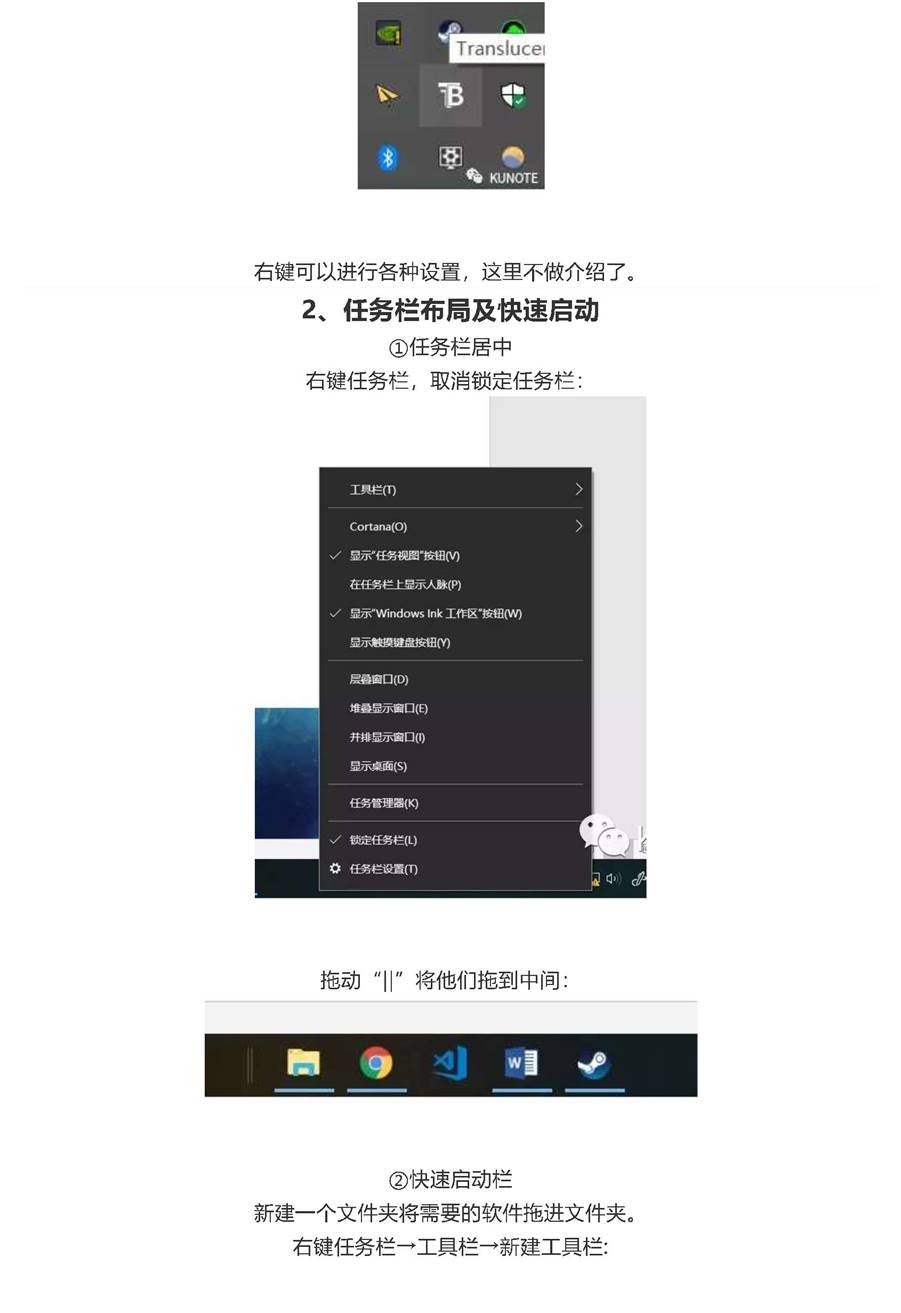 Translucen
KUNOTE
右键可以进行各种设置，这里不做介绍了。
2、任务栏布局及快速启动
①任务栏居中
右键任务栏，取消锁定任务栏：
工具栏(T)
Cortana(O)
显示"任务视图"按钮(V)
在任务栏上显示人脉(P)
显示"Windows Ink 工作区"按钮(W)
显示触摸键盘按钮(Y)
层叠窗口(D)
堆叠显示窗口(E)
并排显示窗口(I)
显示桌面(S)
任务管理器(K)
锁定任务栏(L)
任务栏设置(T)
拖动“||”将他们拖到中间：
②快速启动栏
新建一个文件夹将需要的软件拖进文件夹。
右键任务栏→工具栏→新建工具栏: